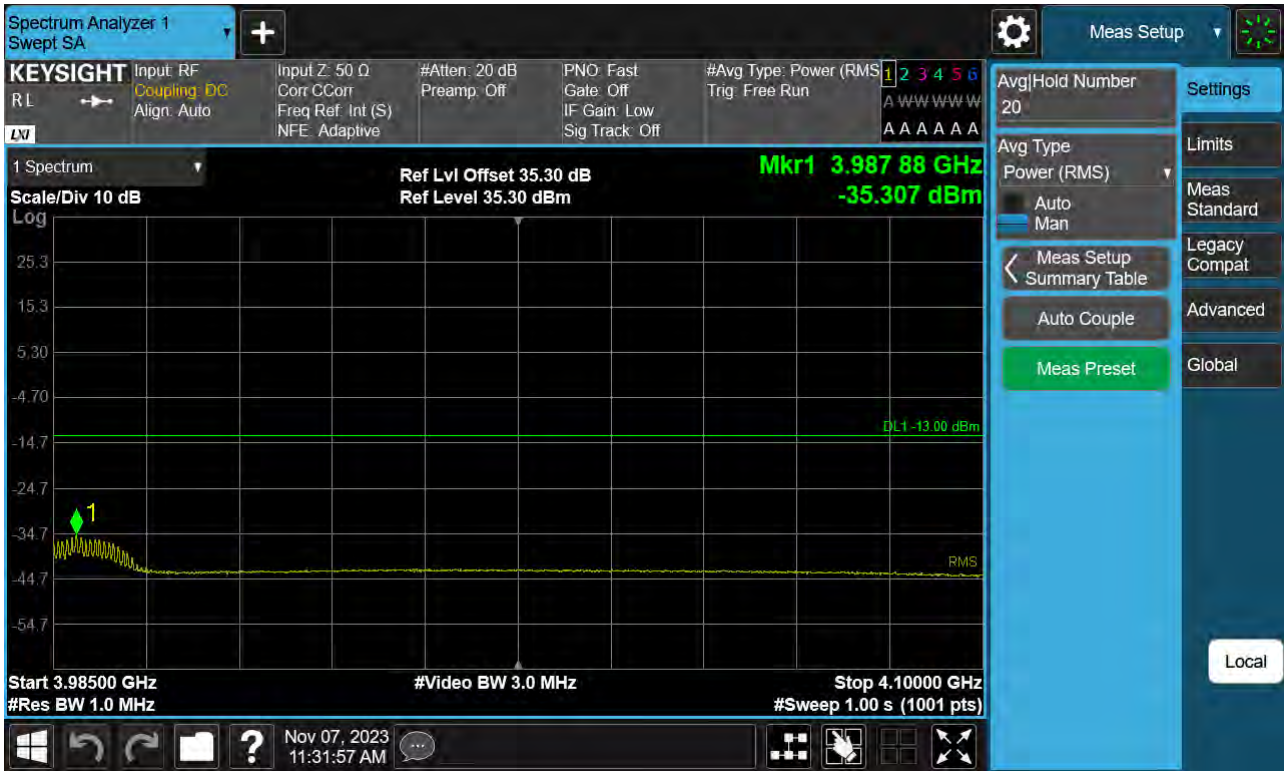 Spectrum Analyzer 1
Swept SA
Meas Setup
KEYSIGHT
RL
LXI
Input: RF
Coupling: DC
Align: Auto
Input Z: 50 Ω
Corr CCorr
Freq Ref: Int (S)
NFE: Adaptive
#Atten: 20 dB
Preamp: Off
PNO: Fast
Gate: Off
IF Gain: Low
Sig Track: Off
#Avg Type: Power (RMS
Trig: Free Run
1 2 3 4 5 6
A W W W W W
A A A A A A
1 Spectrum
Scale/Div 10 dB
Log
Ref Lvl Offset 35.30 dB
Ref Level 35.30 dBm
Mkr1 3.987 88 GHz
-35.307 dBm
25.3
15.3
5.30
-4.70
DL1 -13.00 dBm
-14.7
-24.7
1
-34.7
RMS
-44.7
-54.7
Start 3.98500 GHz
#Video BW 3.0 MHz
Stop 4.10000 GHz
#Res BW 1.0 MHz
#Sweep 1.00 s (1001 pts)
Avg|Hold Number
20
Avg Type
Power (RMS)
Auto
Man
Meas Setup
Summary Table
Auto Couple
Meas Preset
Settings
Limits
Meas
Standard
Legacy
Compat
Advanced
Global
Local
?
Nov 07, 2023
11:31:57 AM